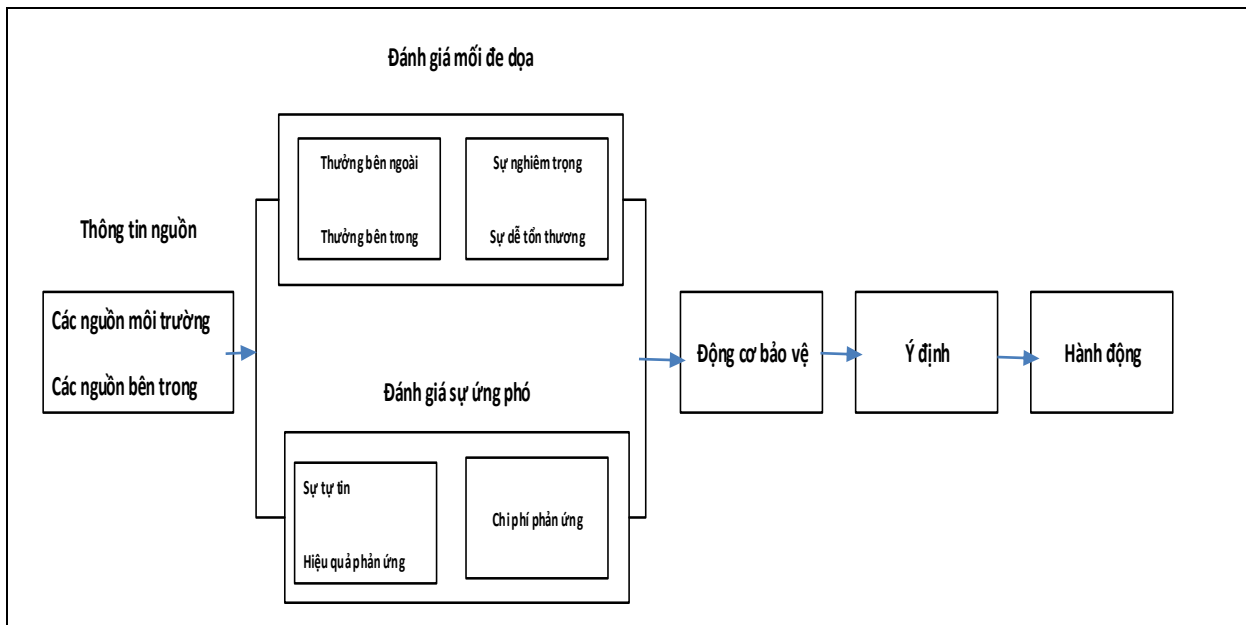 Đánh giá mối đe dọa
Thưởng bên ngoài
Thưởng bên trong
Sự nghiêm trọng
Sự dễ tổn thương
Thông tin nguồn
Các nguồn môi trường
Các nguồn bên trong
Đánh giá sự ứng phó
Sự tự tin
Hiệu quả phản ứng
Chi phí phản ứng
Động cơ bảo vệ
Ý định
Hành động